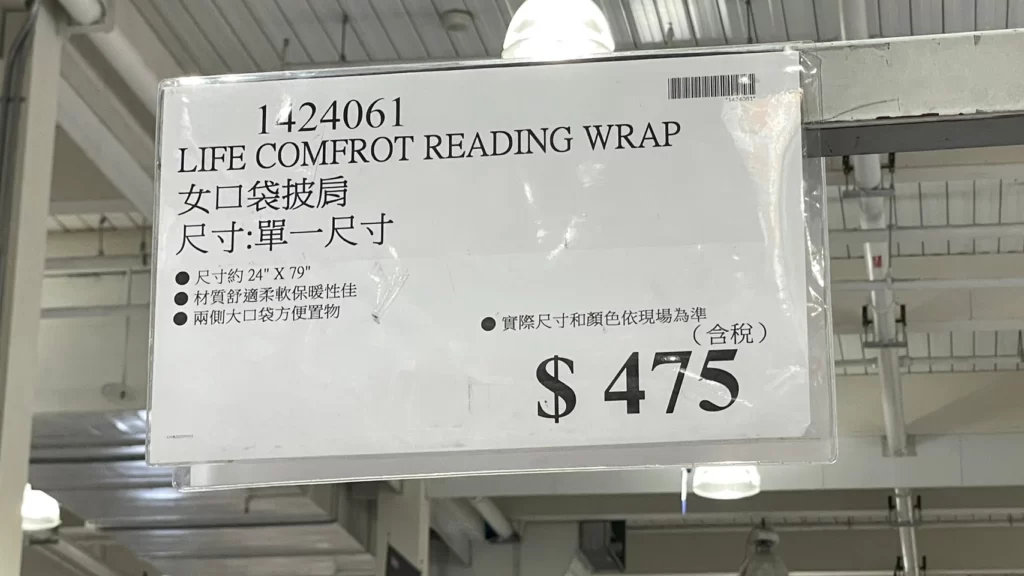 1424061
LIFE COMFROT READING WRAP
女口袋披肩
尺寸:單一尺寸
● 尺寸約 24" X 79"
● 材質舒適柔軟保暖性佳
● 兩側大口袋方便置物
● 實際尺寸和顏色依現場為準
(含稅)
$ 475